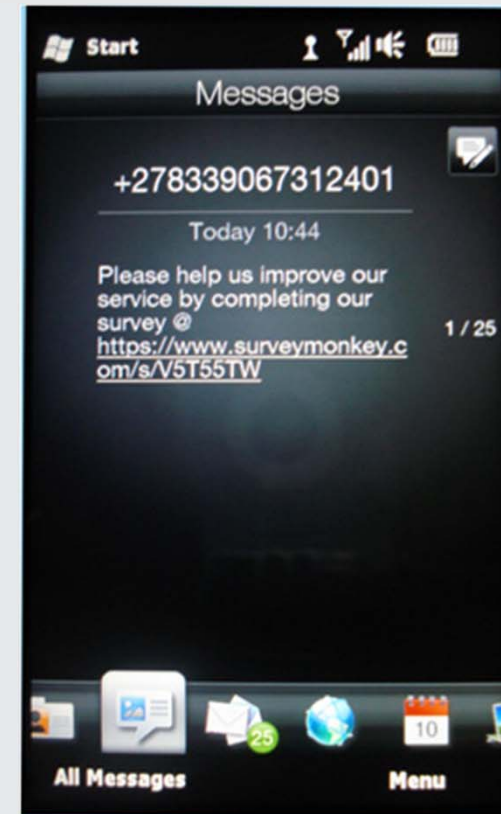 Start
Messages
+278339067312401
Today 10:44
Please help us improve our
service by completing our
survey @
https://www.surveymonkey.c
om/s/V5T55TW
1 / 25
25
10
All Messages
Menu